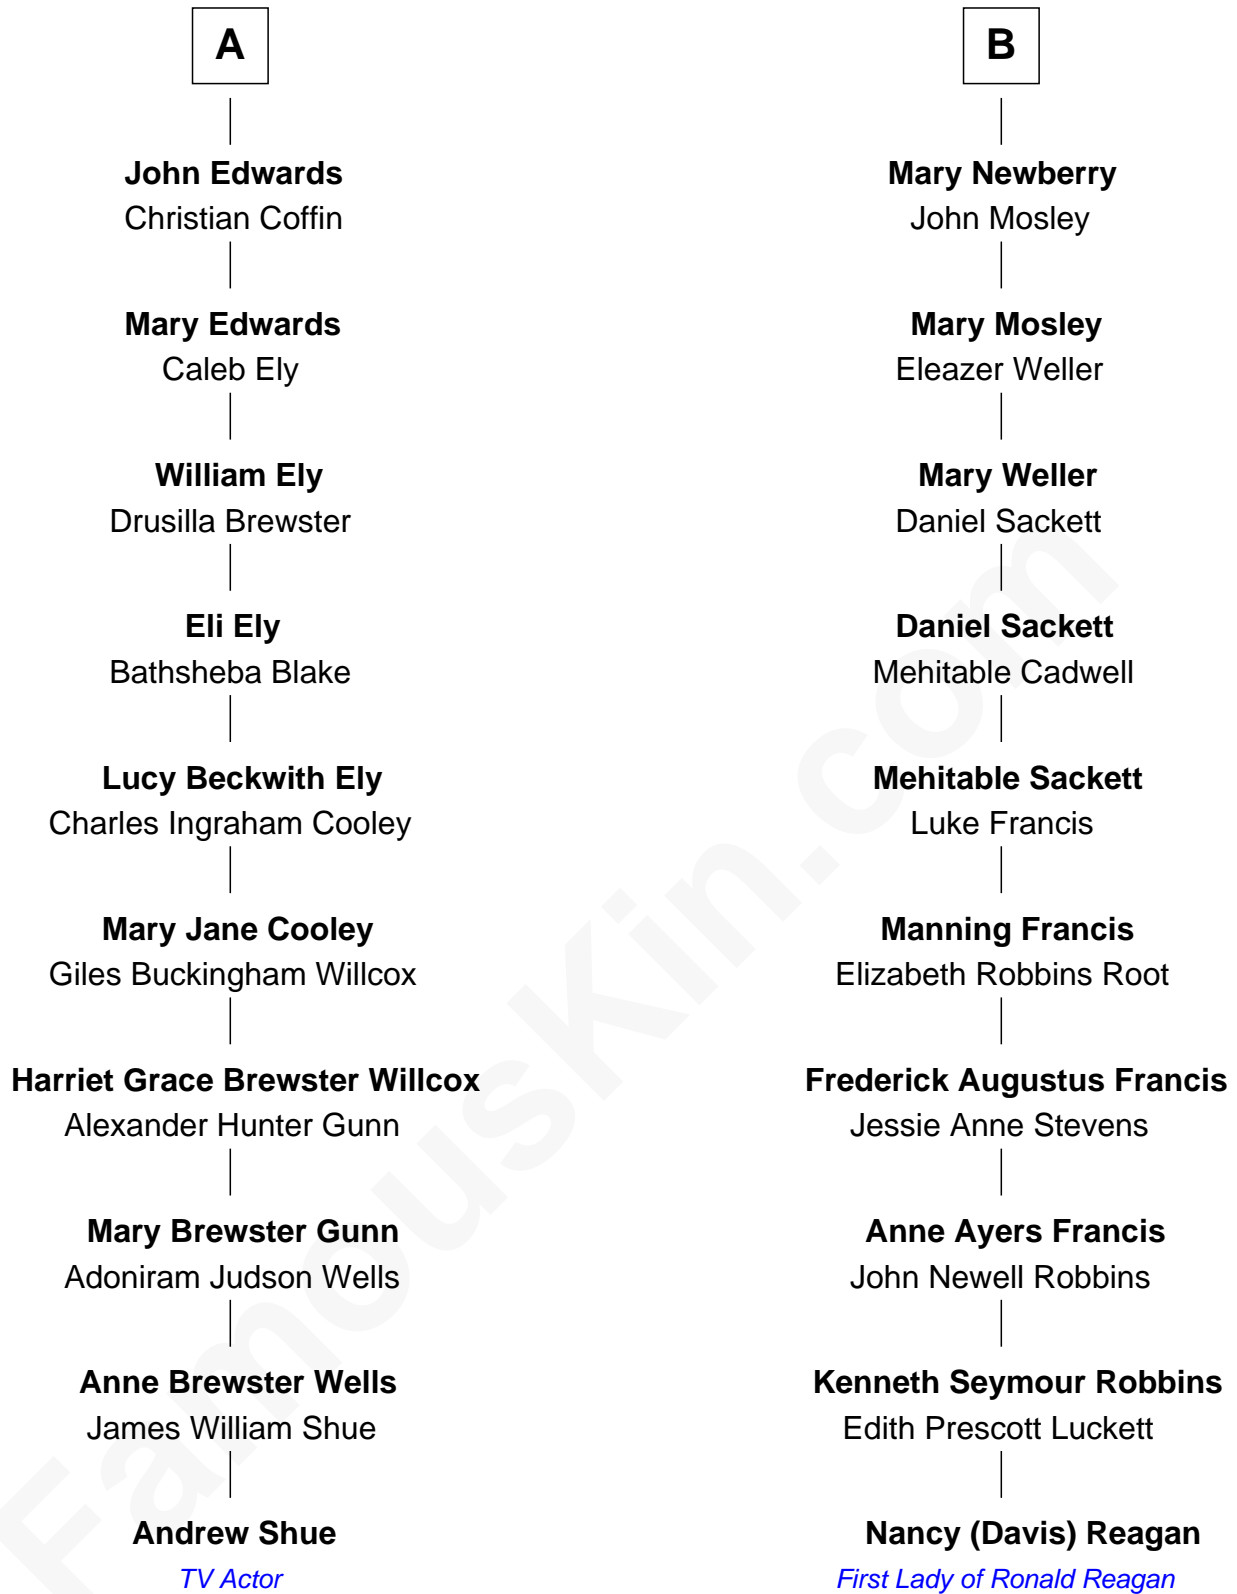 A
John Edwards
Christian Coffin
Mary Edwards
Caleb Ely
William Ely
Drusilla Brewster
Eli Ely
Bathsheba Blake
Lucy Beckwith Ely
Charles Ingraham Cooley
Mary Jane Cooley
Giles Buckingham Willcox
Harriet Grace Brewster Willcox
Alexander Hunter Gunn
Mary Brewster Gunn
Adoniram Judson Wells
Anne Brewster Wells
James William Shue
Andrew Shue
TV Actor
B
Mary Newberry
John Mosley
Mary Mosley
Eleazer Weller
Mary Weller
Daniel Sackett
Daniel Sackett
Mehitable Cadwell
Mehitable Sackett
Luke Francis
Manning Francis
Elizabeth Robbins Root
Frederick Augustus Francis
Jessie Anne Stevens
Anne Ayers Francis
John Newell Robbins
Kenneth Seymour Robbins
Edith Prescott Luckett
Nancy (Davis) Reagan
First Lady of Ronald Reagan
FamousKin.com